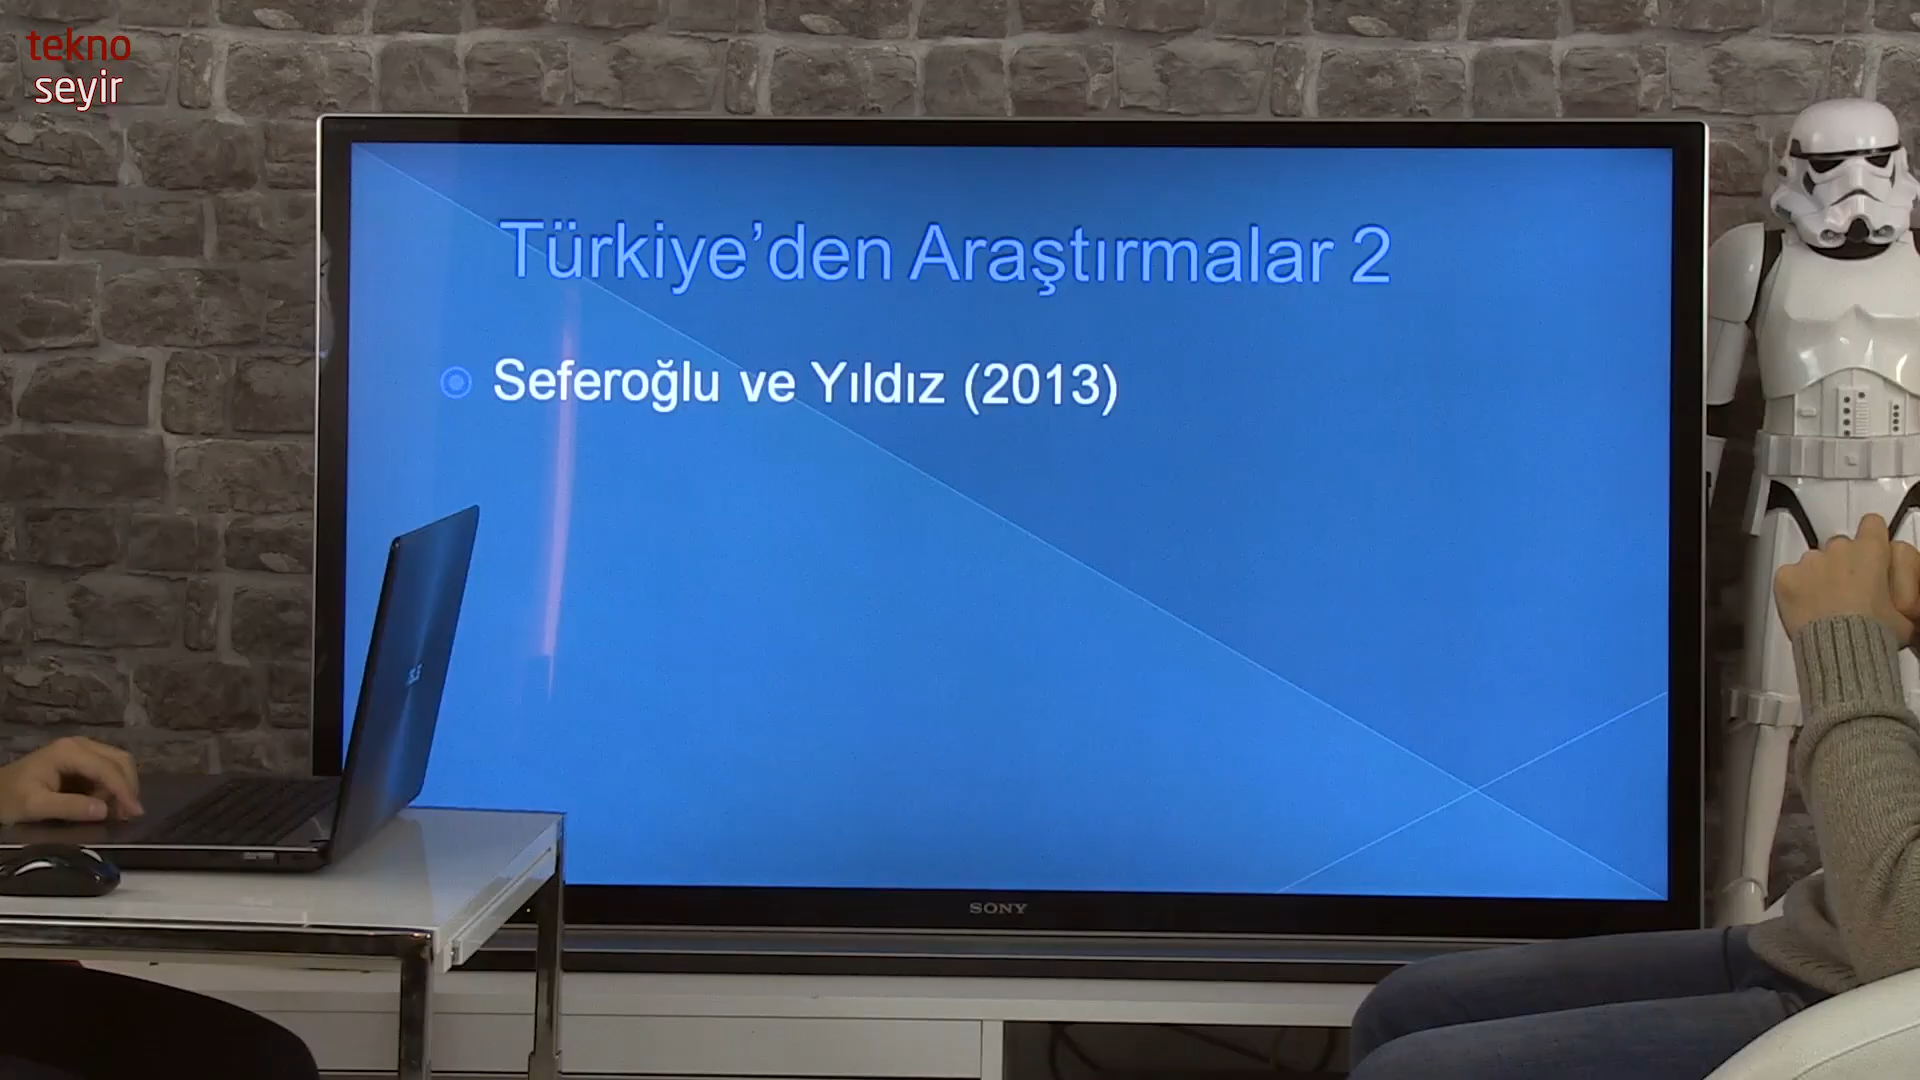 tekno
seyir
Türkiye'den Araştırmalar 2
Seferoğlu ve Yıldız (2013)
SONY